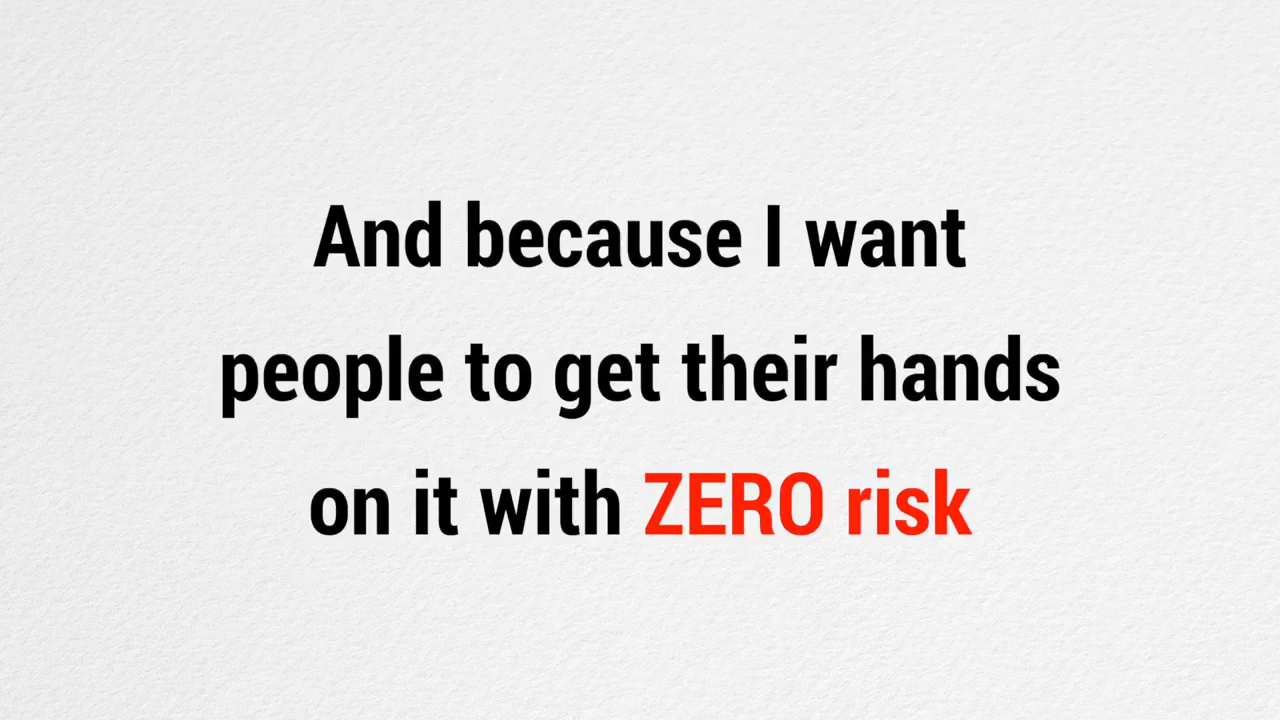 And because I want
people to get their hands
on it with ZERO risk